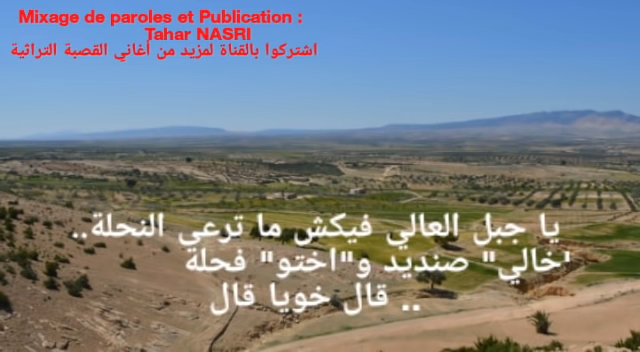 Mixage de paroles et Publication :
Tahar NASRI
اشتركوا بالقناة لمزيد من أغاني القصبة التراثية
يا جبل العالي فيكش ما ترعي النحلة..
'خالي" صنديد و"اختو" فحلة
.. قال خويا قال